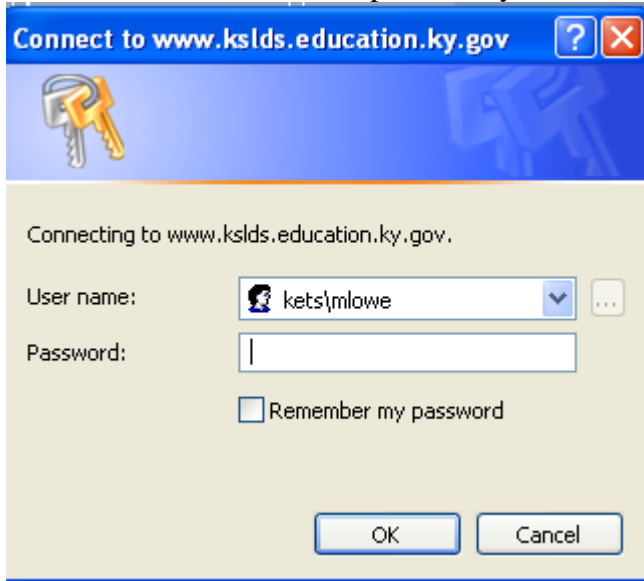 Connect to www.kslds.education.ky.gov
Connecting to www.kslds.education.ky.gov.
User name: kets\mlowe ...
Password:
Remember my password
OK Cancel